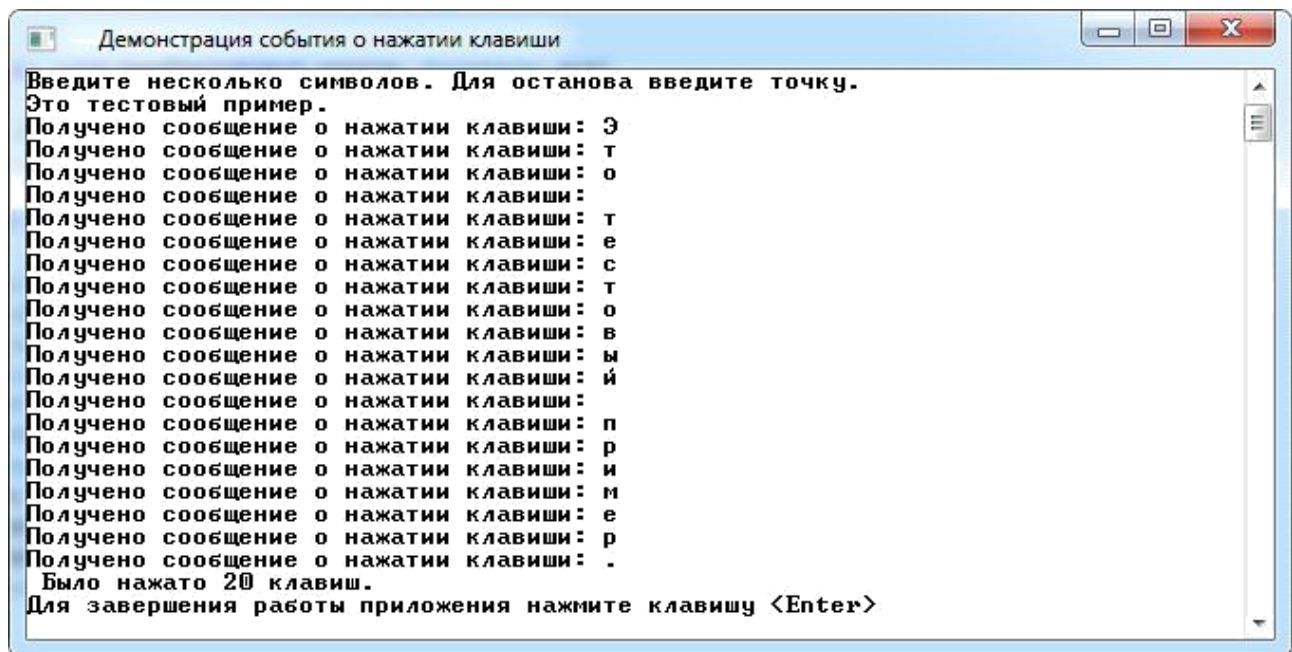 Демонстрация события о нажатии клавиши
Введите несколько символов. Для останова введите точку.
Это тестовый пример.
Получено сообщение о нажатии клавиши: Э
Получено сообщение о нажатии клавиши: т
Получено сообщение о нажатии клавиши: о
Получено сообщение о нажатии клавиши:
Получено сообщение о нажатии клавиши: т
Получено сообщение о нажатии клавиши: е
Получено сообщение о нажатии клавиши: с
Получено сообщение о нажатии клавиши: т
Получено сообщение о нажатии клавиши: о
Получено сообщение о нажатии клавиши: в
Получено сообщение о нажатии клавиши: ы
Получено сообщение о нажатии клавиши: й
Получено сообщение о нажатии клавиши:
Получено сообщение о нажатии клавиши: п
Получено сообщение о нажатии клавиши: р
Получено сообщение о нажатии клавиши: и
Получено сообщение о нажатии клавиши: м
Получено сообщение о нажатии клавиши: е
Получено сообщение о нажатии клавиши: р
Получено сообщение о нажатии клавиши: .
Было нажато 20 клавиш.
Для завершения работы приложения нажмите клавишу <Enter>